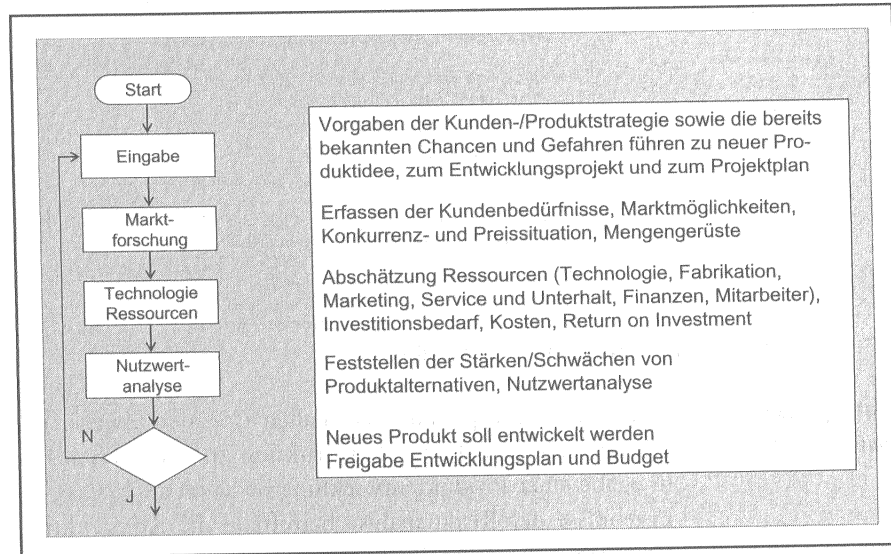 Start
Eingabe
Markt-
forschung
Technologie
Ressourcen
Nutzwert-
analyse
N
J
Vorgaben der Kunden-/Produktstrategie sowie die bereits
bekannten Chancen und Gefahren führen zu neuer Pro-
duktidee, zum Entwicklungsprojekt und zum Projektplan
Erfassen der Kundenbedürfnisse, Marktmöglichkeiten,
Konkurrenz- und Preissituation, Mengengerüste
Abschätzung Ressourcen (Technologie, Fabrikation,
Marketing, Service und Unterhalt, Finanzen, Mitarbeiter),
Investitionsbedarf, Kosten, Return on Investment
Feststellen der Stärken/Schwächen von
Produktalternativen, Nutzwertanalyse
Neues Produkt soll entwickelt werden
Freigabe Entwicklungsplan und Budget